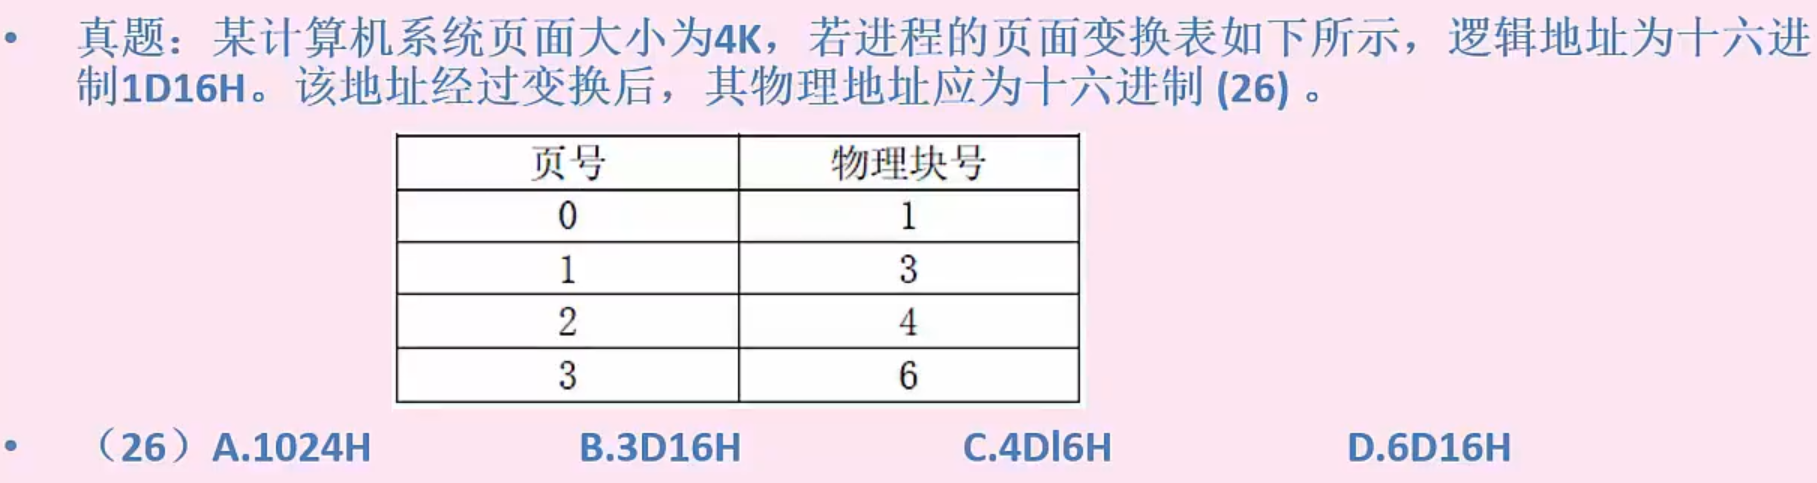 • 真题：某计算机系统页面大小为4K，若进程的页面变换表如下所示，逻辑地址为十六进
制1D16H。该地址经过变换后，其物理地址应为十六进制 (26) 。
页号 物理块号
0 1
1 3
2 4
3 6
• （26）A.1024H B.3D16H C.4Dl6H D.6D16H